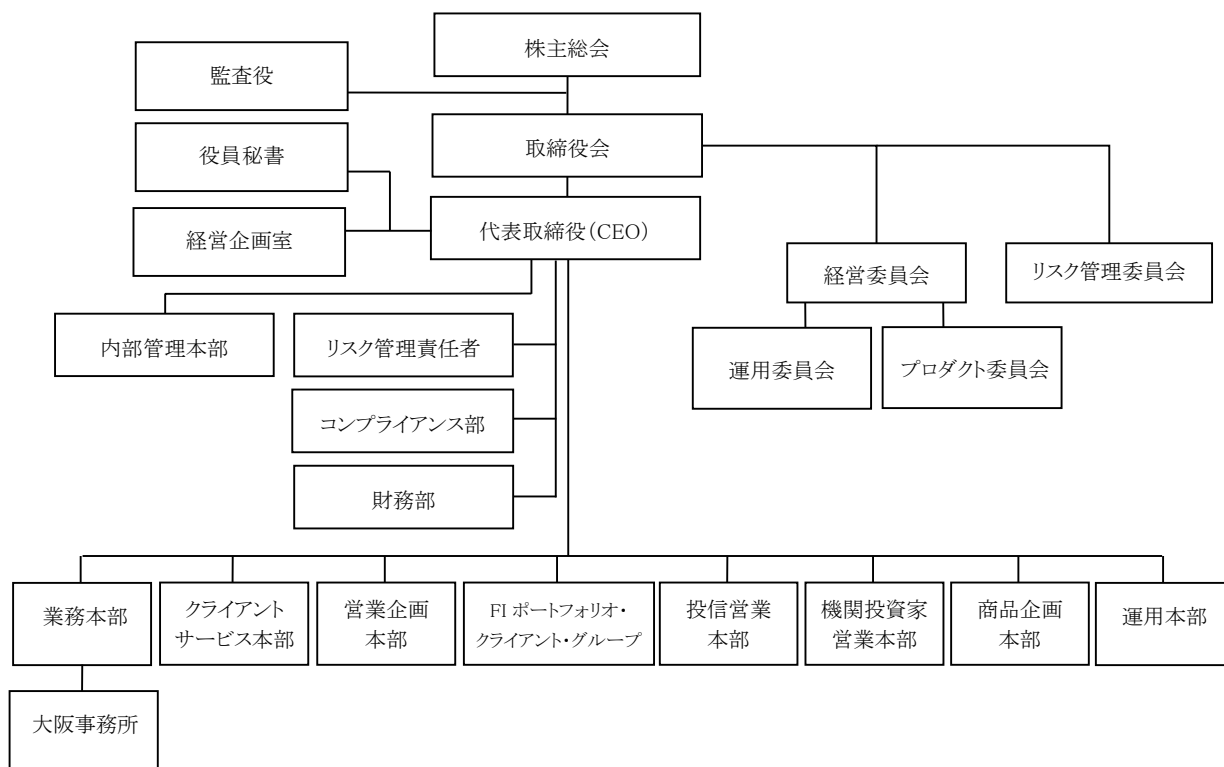 株主総会
監査役
取締役会
役員秘書
代表取締役(CEO)
経営企画室
経営委員会
リスク管理委員会
内部管理本部
リスク管理責任者
運用委員会
プロダクト委員会
コンプライアンス部
財務部
業務本部
クライアント
サービス本部
営業企画
本部
FI ポートフォリオ・
クライアント・グループ
投信営業
本部
機関投資家
営業本部
商品企画
本部
運用本部
大阪事務所